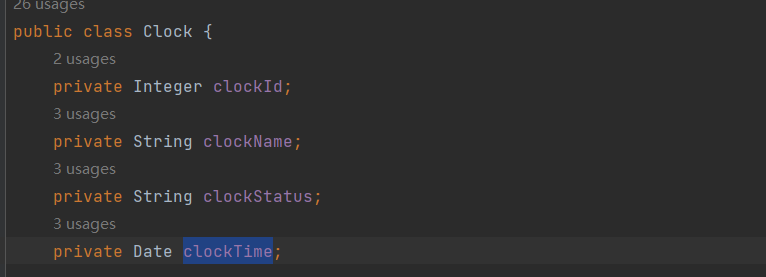 26 usages
public class Clock {
2 usages
private Integer clockId;
3 usages
private String clockName;
3 usages
private String clockStatus;
3 usages
private Date clockTime;